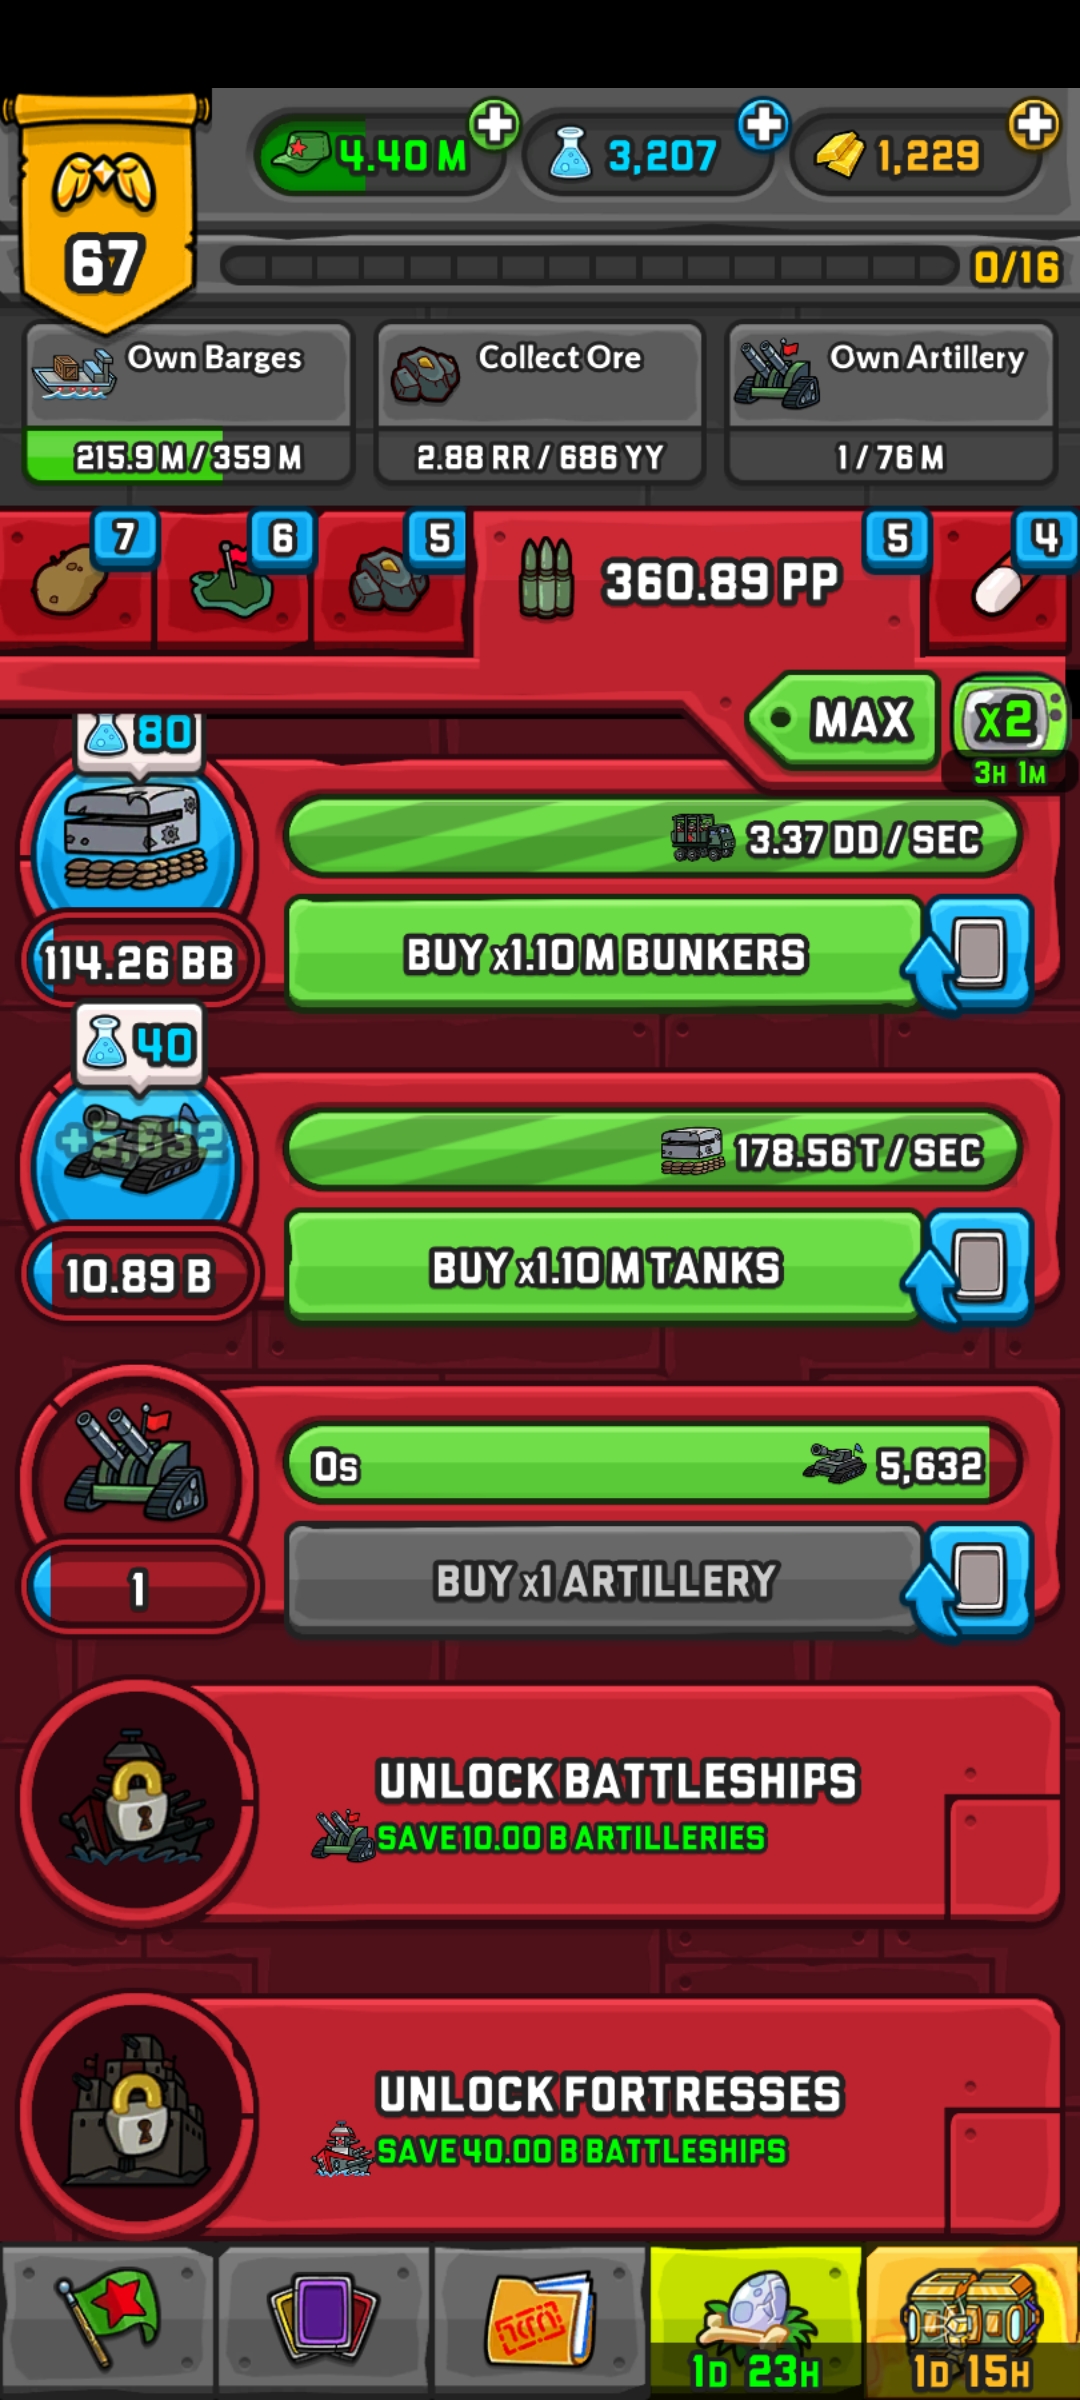 4.40 M
3,207
1,229
67
0/16
Own Barges
Collect Ore
Own Artillery
215.9 M / 359 M
2.88 RR / 686 YY
1 / 76 M
7
6
5
360.89 PP
5
4
MAX
x2
3H 1M
80
3.37 DD / SEC
BUY x1.10 M BUNKERS
114.26 BB
40
+5,632
178.56 T / SEC
BUY x1.10 M TANKS
10.89 B
0s
5,632
BUY x1 ARTILLERY
1
UNLOCK BATTLESHIPS
SAVE 10.00 B ARTILLERIES
UNLOCK FORTRESSES
SAVE 40.00 B BATTLESHIPS
1D 23H
1D 15H